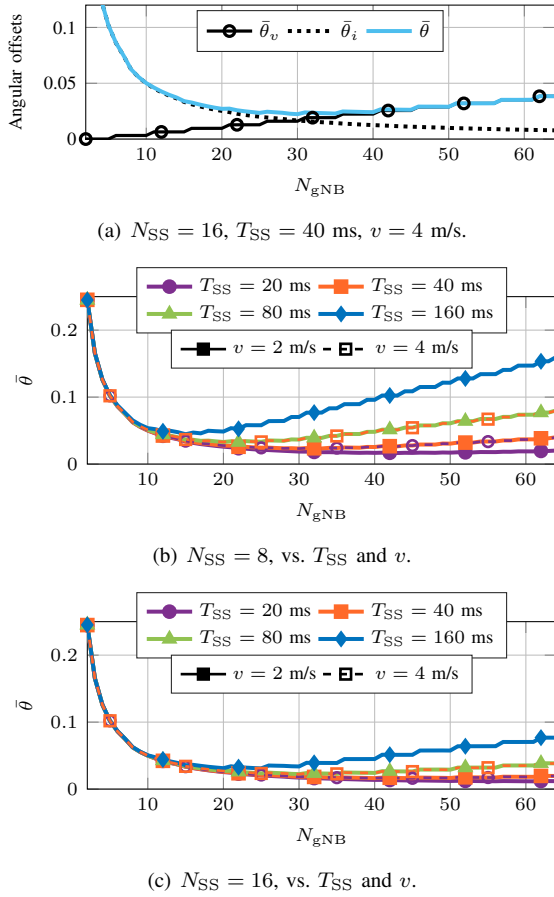 0.1
0.05
0
Angular offsets
θ̄_v θ̄_i θ̄
10 20 30 40 50 60
N_gNB
(a) N_SS = 16, T_SS = 40 ms, v = 4 m/s.
T_SS = 20 ms T_SS = 40 ms
T_SS = 80 ms T_SS = 160 ms
v = 2 m/s v = 4 m/s
0.2
0.1
0
θ̄
10 20 30 40 50 60
N_gNB
(b) N_SS = 8, vs. T_SS and v.
T_SS = 20 ms T_SS = 40 ms
T_SS = 80 ms T_SS = 160 ms
v = 2 m/s v = 4 m/s
0.2
0.1
0
θ̄
10 20 30 40 50 60
N_gNB
(c) N_SS = 16, vs. T_SS and v.